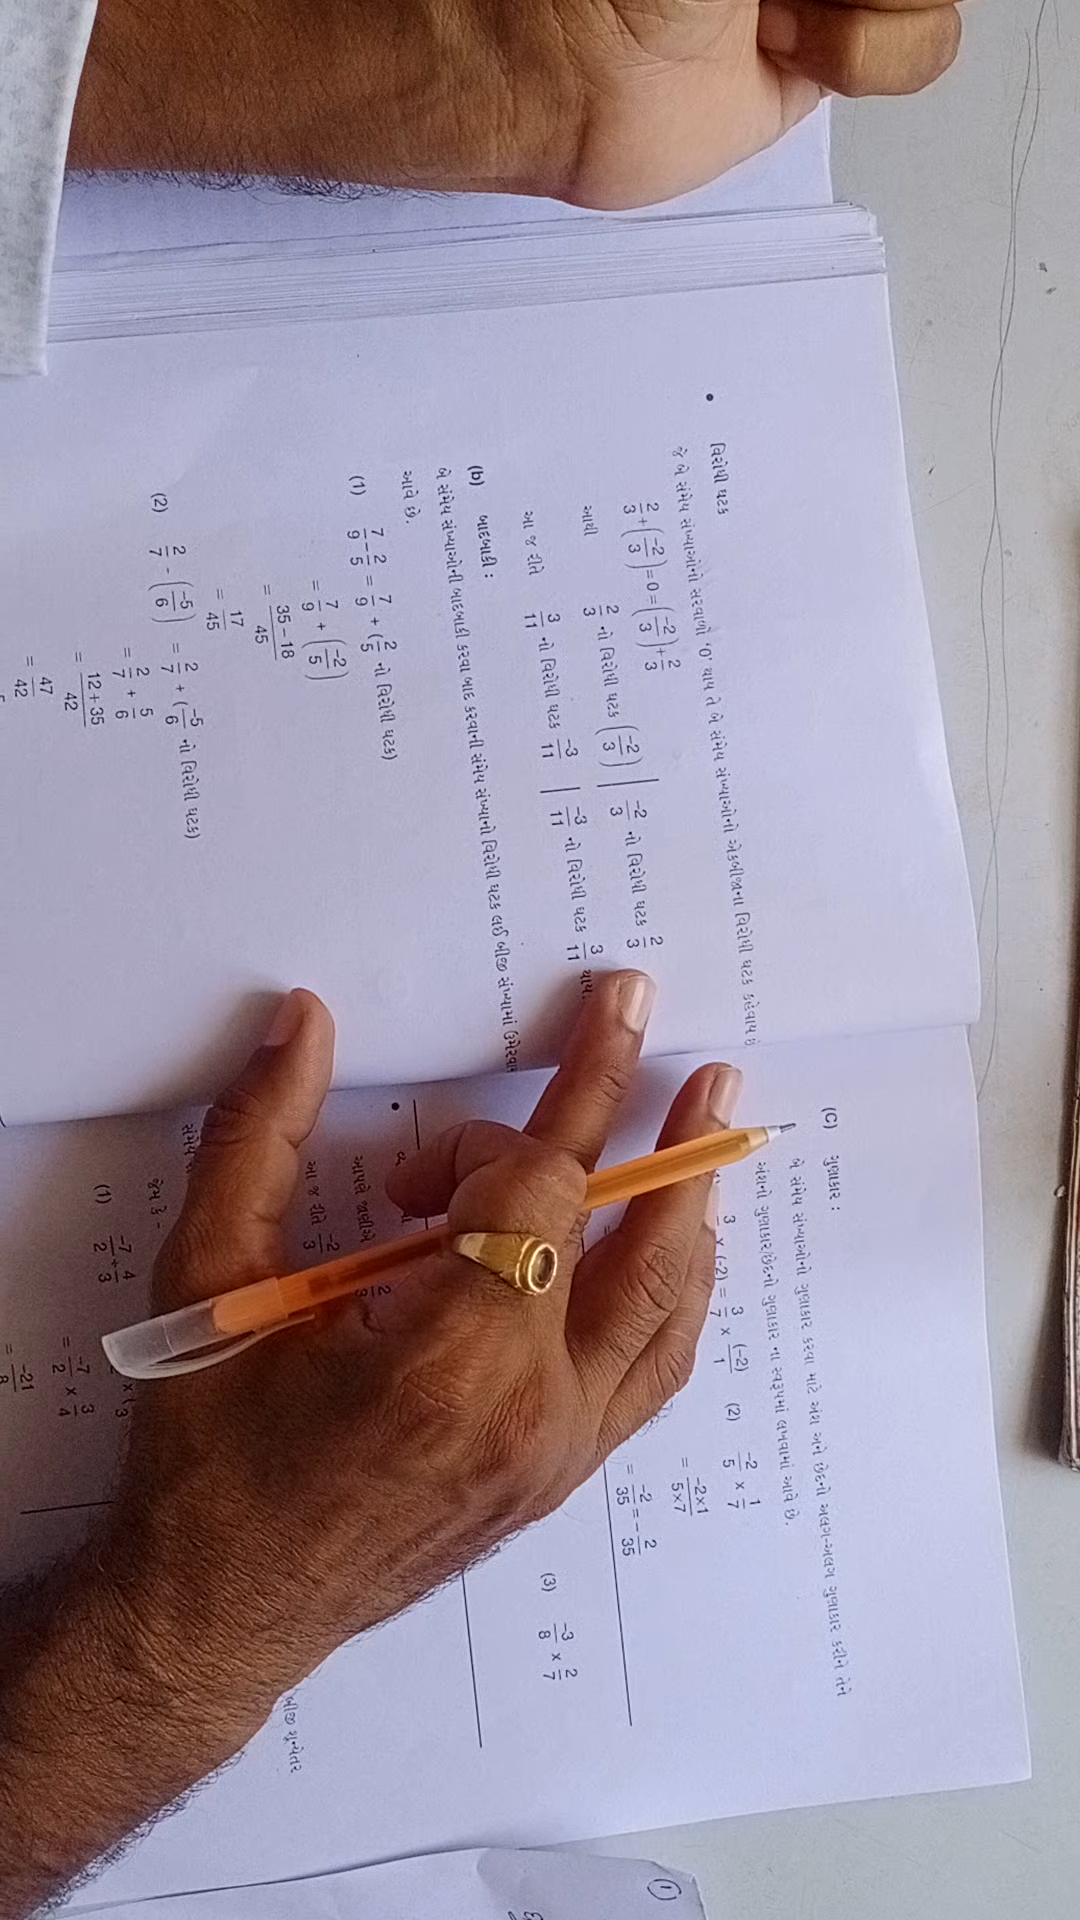 • વિરોધી ઘટક
જે બે સંમેય સંખ્યાઓનો સરવાળો '0' થાય તે બે સંમેય સંખ્યાઓનો એકબીજાના વિરોધી ઘટક કહેવાય છે
2/3 + (-2/3) = 0 = (-2/3) + 2/3
આથી 2/3 નો વિરોધી ઘટક (-2/3) | -2/3 નો વિરોધી ઘટક 2/3
આ જ રીતે 3/11 નો વિરોધી ઘટક -3/11 | -3/11 નો વિરોધી ઘટક 3/11 થાય.
(b) બાદબાકી :
બે સંમેય સંખ્યાઓની બાદબાકી કરવા બાદ કરવાની સંમેય સંખ્યાનો વિરોધી ઘટક લઈ બીજી સંખ્યામાં ઉમેરવામ
આવે છે.
(1) 7/9 - 2/5 = 7/9 + (2/5 નો વિરોધી ઘટક)
= 7/9 + (-2/5)
= 35 – 18/45
= 17/45
(2) 2/7 - (-5/6) = 2/7 + (-5/6 નો વિરોધી ઘટક)
= 2/7 + 5/6
= 12 + 35/42
= 47/42
(C) ગુણાકાર :
બે સંમેય સંખ્યાઓનો ગુણાકાર કરવા માટે અંશ અને છેદનો અલગ-અલગ ગુણાકાર કરીને તેને
અંશનો ગુણાકાર/છેદનો ગુણાકાર ના સ્વરૂપમાં લખવામાં આવે છે.
3 × (-2) = 3/7 × (-2)/1 (2) -2/5 × 1/7
= -2×1/5×7
= -2/35 = - 2/35
(3) -3/8 × 2/7
•
આપણે જાણીએ 2
આ જ રીતે -2/3 બીજી શૂન્યેતર
સંમેય
જેમ કે -
(1) -7/2 ÷ 4/3
= -7/2 × 3/4
= -21/8
(1)